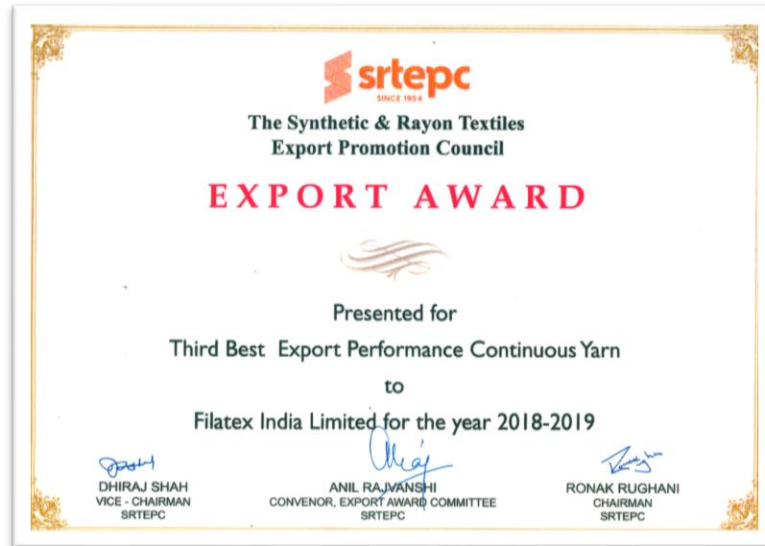 srtepc
SINCE 1954
The Synthetic & Rayon Textiles
Export Promotion Council
EXPORT AWARD
Presented for
Third Best Export Performance Continuous Yarn
to
Filatex India Limited for the year 2018-2019
DHIRAJ SHAH
VICE - CHAIRMAN
SRTEPC
ANIL RAJVANSHI
CONVENOR, EXPORT AWARD COMMITTEE
SRTEPC
RONAK RUGHANI
CHAIRMAN
SRTEPC